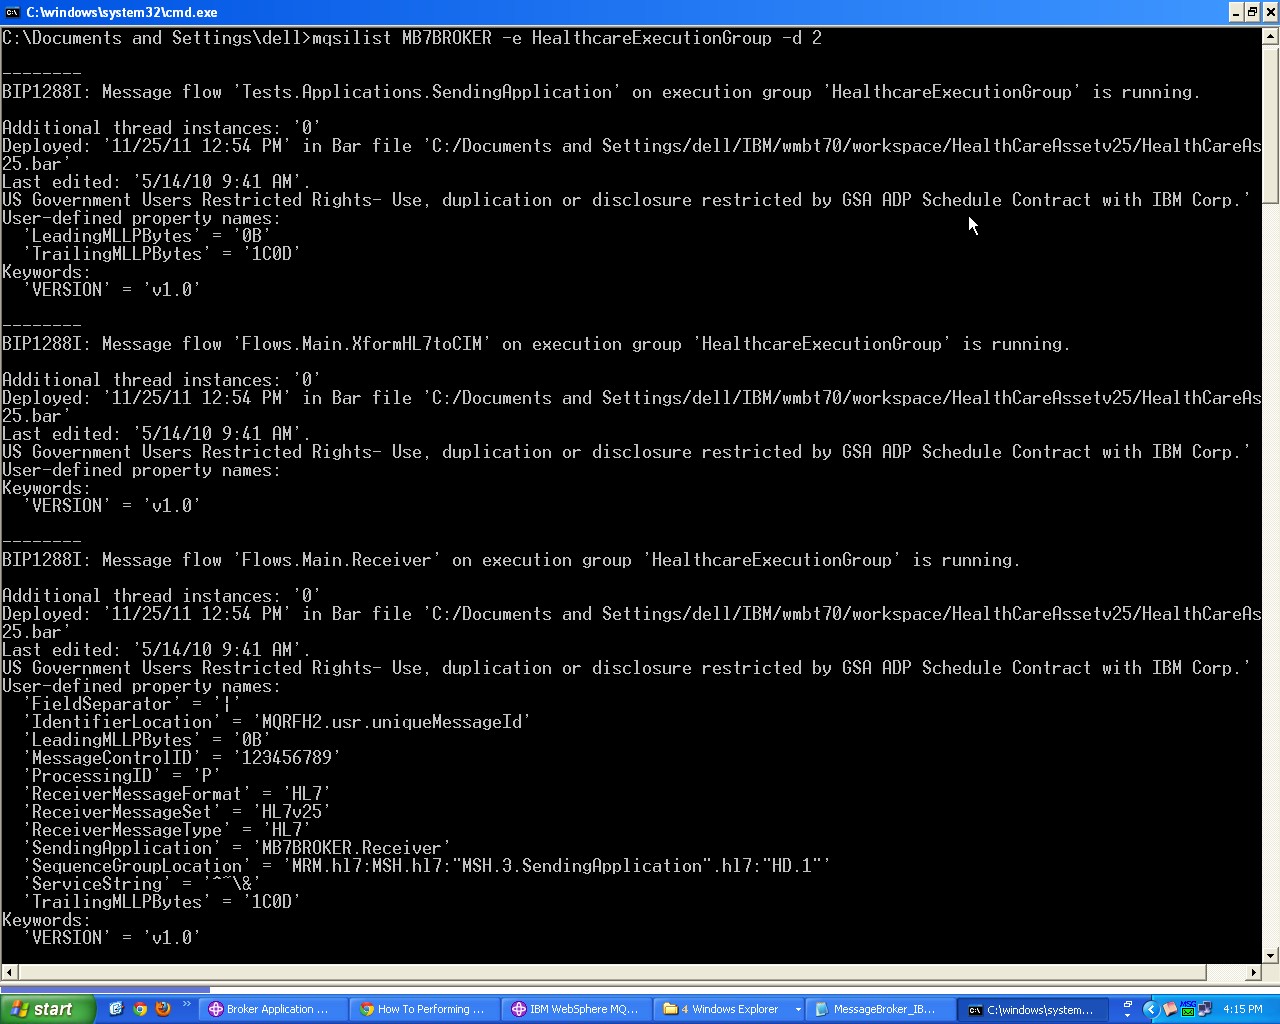 C:\windows\system32\cmd.exe
C:\Documents and Settings\dell>mqsilist MB7BROKER -e HealthcareExecutionGroup -d 2
--------
BIP1288I: Message flow 'Tests.Applications.SendingApplication' on execution group 'HealthcareExecutionGroup' is running.
Additional thread instances: '0'
Deployed: '11/25/11 12:54 PM' in Bar file 'C:/Documents and Settings/dell/IBM/wmbt70/workspace/HealthCareAssetv25/HealthCareAs
25.bar'
Last edited: '5/14/10 9:41 AM'.
US Government Users Restricted Rights- Use, duplication or disclosure restricted by GSA ADP Schedule Contract with IBM Corp.'
User-defined property names:
'LeadingMLLPBytes' = '0B'
'TrailingMLLPBytes' = '1C0D'
Keywords:
'VERSION' = 'v1.0'
--------
BIP1288I: Message flow 'Flows.Main.XformHL7toCIM' on execution group 'HealthcareExecutionGroup' is running.
Additional thread instances: '0'
Deployed: '11/25/11 12:54 PM' in Bar file 'C:/Documents and Settings/dell/IBM/wmbt70/workspace/HealthCareAssetv25/HealthCareAs
25.bar'
Last edited: '5/14/10 9:41 AM'.
US Government Users Restricted Rights- Use, duplication or disclosure restricted by GSA ADP Schedule Contract with IBM Corp.'
User-defined property names:
Keywords:
'VERSION' = 'v1.0'
--------
BIP1288I: Message flow 'Flows.Main.Receiver' on execution group 'HealthcareExecutionGroup' is running.
Additional thread instances: '0'
Deployed: '11/25/11 12:54 PM' in Bar file 'C:/Documents and Settings/dell/IBM/wmbt70/workspace/HealthCareAssetv25/HealthCareAs
25.bar'
Last edited: '5/14/10 9:41 AM'.
US Government Users Restricted Rights- Use, duplication or disclosure restricted by GSA ADP Schedule Contract with IBM Corp.'
User-defined property names:
'FieldSeparator' = '|'
'IdentifierLocation' = 'MQRFH2.usr.uniqueMessageId'
'LeadingMLLPBytes' = '0B'
'MessageControlID' = '123456789'
'ProcessingID' = 'P'
'ReceiverMessageFormat' = 'HL7'
'ReceiverMessageSet' = 'HL7v25'
'ReceiverMessageType' = 'HL7'
'SendingApplication' = 'MB7BROKER.Receiver'
'SequenceGroupLocation' = 'MRM.hl7:MSH.hl7:"MSH.3.SendingApplication".hl7:"HD.1"'
'ServiceString' = '^~\&'
'TrailingMLLPBytes' = '1C0D'
Keywords:
'VERSION' = 'v1.0'
start
Broker Application ...
How To Performing ...
IBM WebSphere MQ...
4 Windows Explorer
MessageBroker_IB...
C:\windows\system...
MSG
4:15 PM